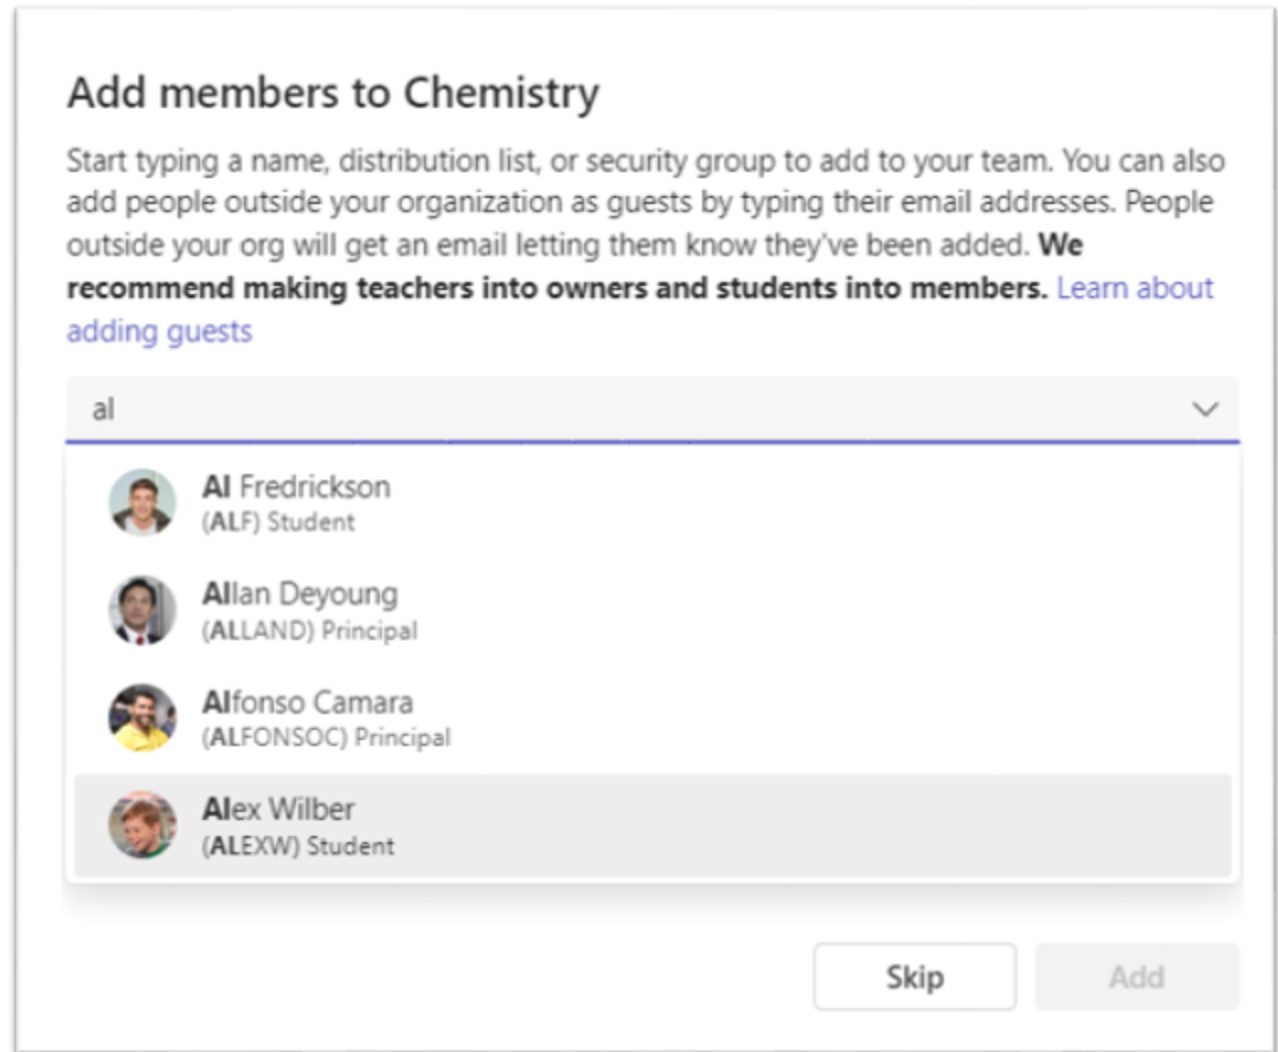 Add members to Chemistry
Start typing a name, distribution list, or security group to add to your team. You can also
add people outside your organization as guests by typing their email addresses. People
outside your org will get an email letting them know they've been added. We
recommend making teachers into owners and students into members. Learn about
adding guests
al
Al Fredrickson
(ALF) Student
Allan Deyoung
(ALLAND) Principal
Alfonso Camara
(ALFONSOC) Principal
Alex Wilber
(ALEXW) Student
Skip
Add